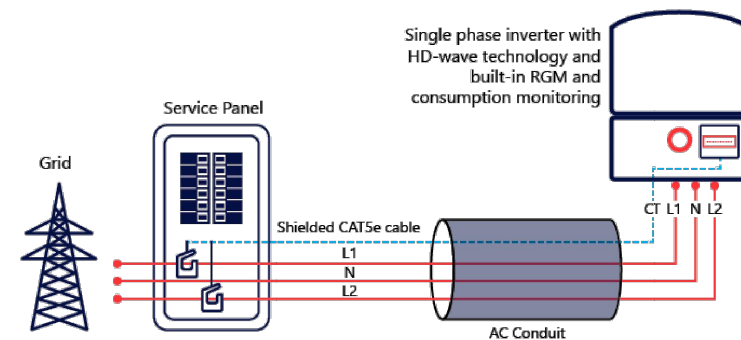 Single phase inverter with
HD-wave technology and
built-in RGM and
consumption monitoring
Service Panel
Grid
CT L1 N L2
Shielded CAT5e cable
L1
N
L2
AC Conduit